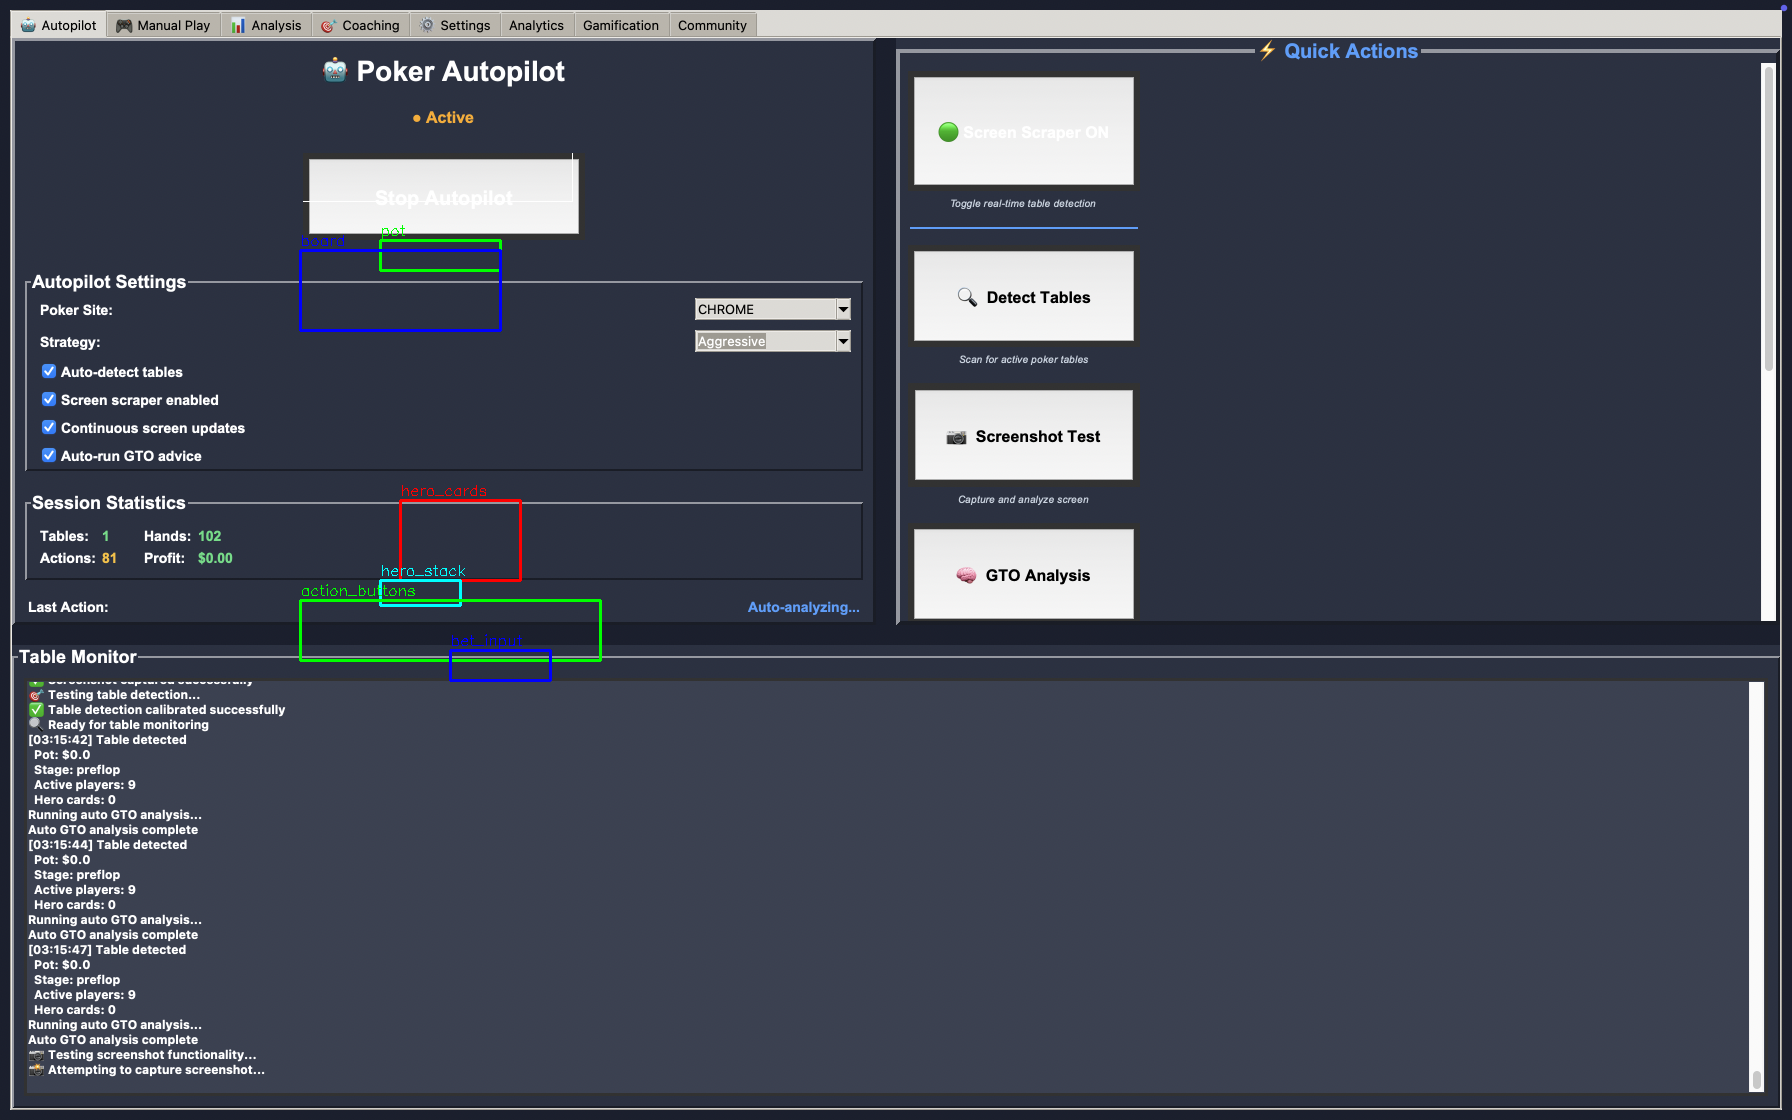 Autopilot
Manual Play
Analysis
Coaching
Settings
Analytics
Gamification
Community
Poker Autopilot
● Active
Stop Autopilot
pot
board
Autopilot Settings
Poker Site:
CHROME
Strategy:
Aggressive
Auto-detect tables
Screen scraper enabled
Continuous screen updates
Auto-run GTO advice
hero_cards
Session Statistics
Tables: 1 Hands: 102
Actions: 81 Profit: $0.00
hero_stack
action_buttons
Last Action:
Auto-analyzing...
bet_input
Quick Actions
Screen Scraper ON
Toggle real-time table detection
Detect Tables
Scan for active poker tables
Screenshot Test
Capture and analyze screen
GTO Analysis
Table Monitor
Screenshot captured successfully
Testing table detection...
Table detection calibrated successfully
Ready for table monitoring
[03:15:42] Table detected
Pot: $0.0
Stage: preflop
Active players: 9
Hero cards: 0
Running auto GTO analysis...
Auto GTO analysis complete
[03:15:44] Table detected
Pot: $0.0
Stage: preflop
Active players: 9
Hero cards: 0
Running auto GTO analysis...
Auto GTO analysis complete
[03:15:47] Table detected
Pot: $0.0
Stage: preflop
Active players: 9
Hero cards: 0
Running auto GTO analysis...
Auto GTO analysis complete
Testing screenshot functionality...
Attempting to capture screenshot...